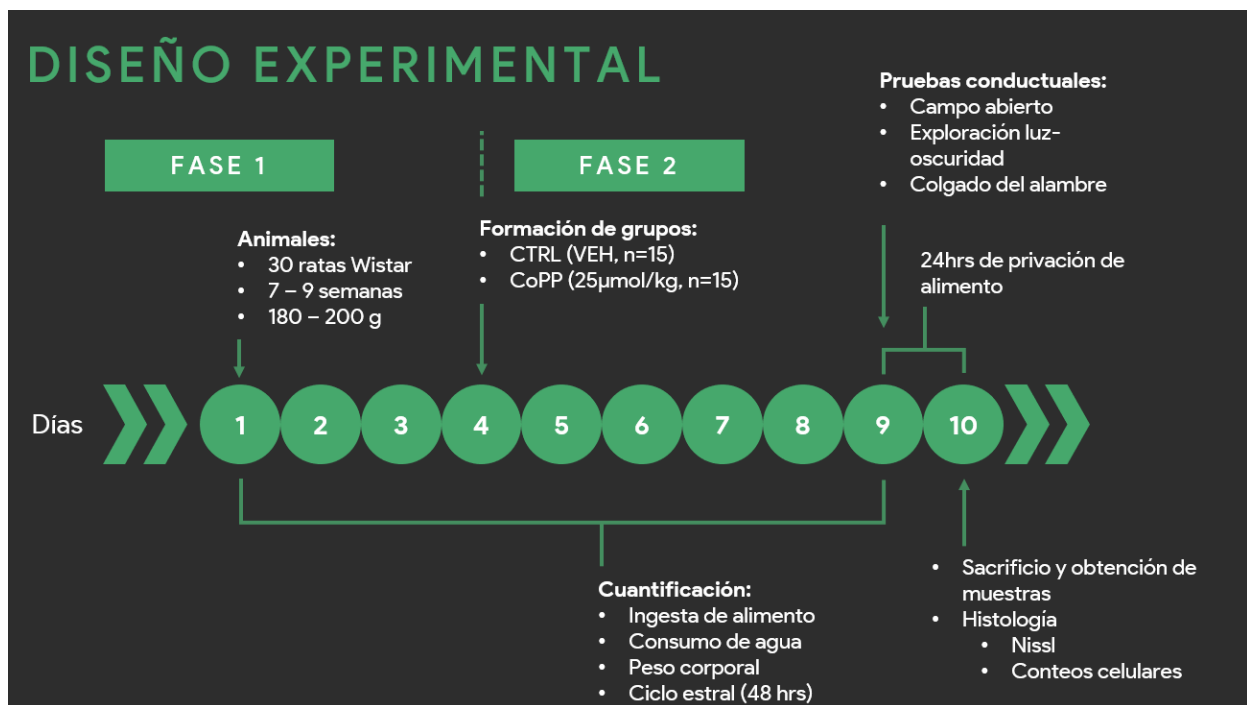 DISEÑO EXPERIMENTAL
FASE 1
FASE 2
Animales:
• 30 ratas Wistar
• 7 – 9 semanas
• 180 – 200 g
Formación de grupos:
• CTRL (VEH, n=15)
• CoPP (25µmol/kg, n=15)
Pruebas conductuales:
• Campo abierto
• Exploración luz-
oscuridad
• Colgado del alambre
24hrs de privación de
alimento
Días
1 2 3 4 5 6 7 8 9 10
Cuantificación:
• Ingesta de alimento
• Consumo de agua
• Peso corporal
• Ciclo estral (48 hrs)
• Sacrificio y obtención de
muestras
• Histología
• Nissl
• Conteos celulares